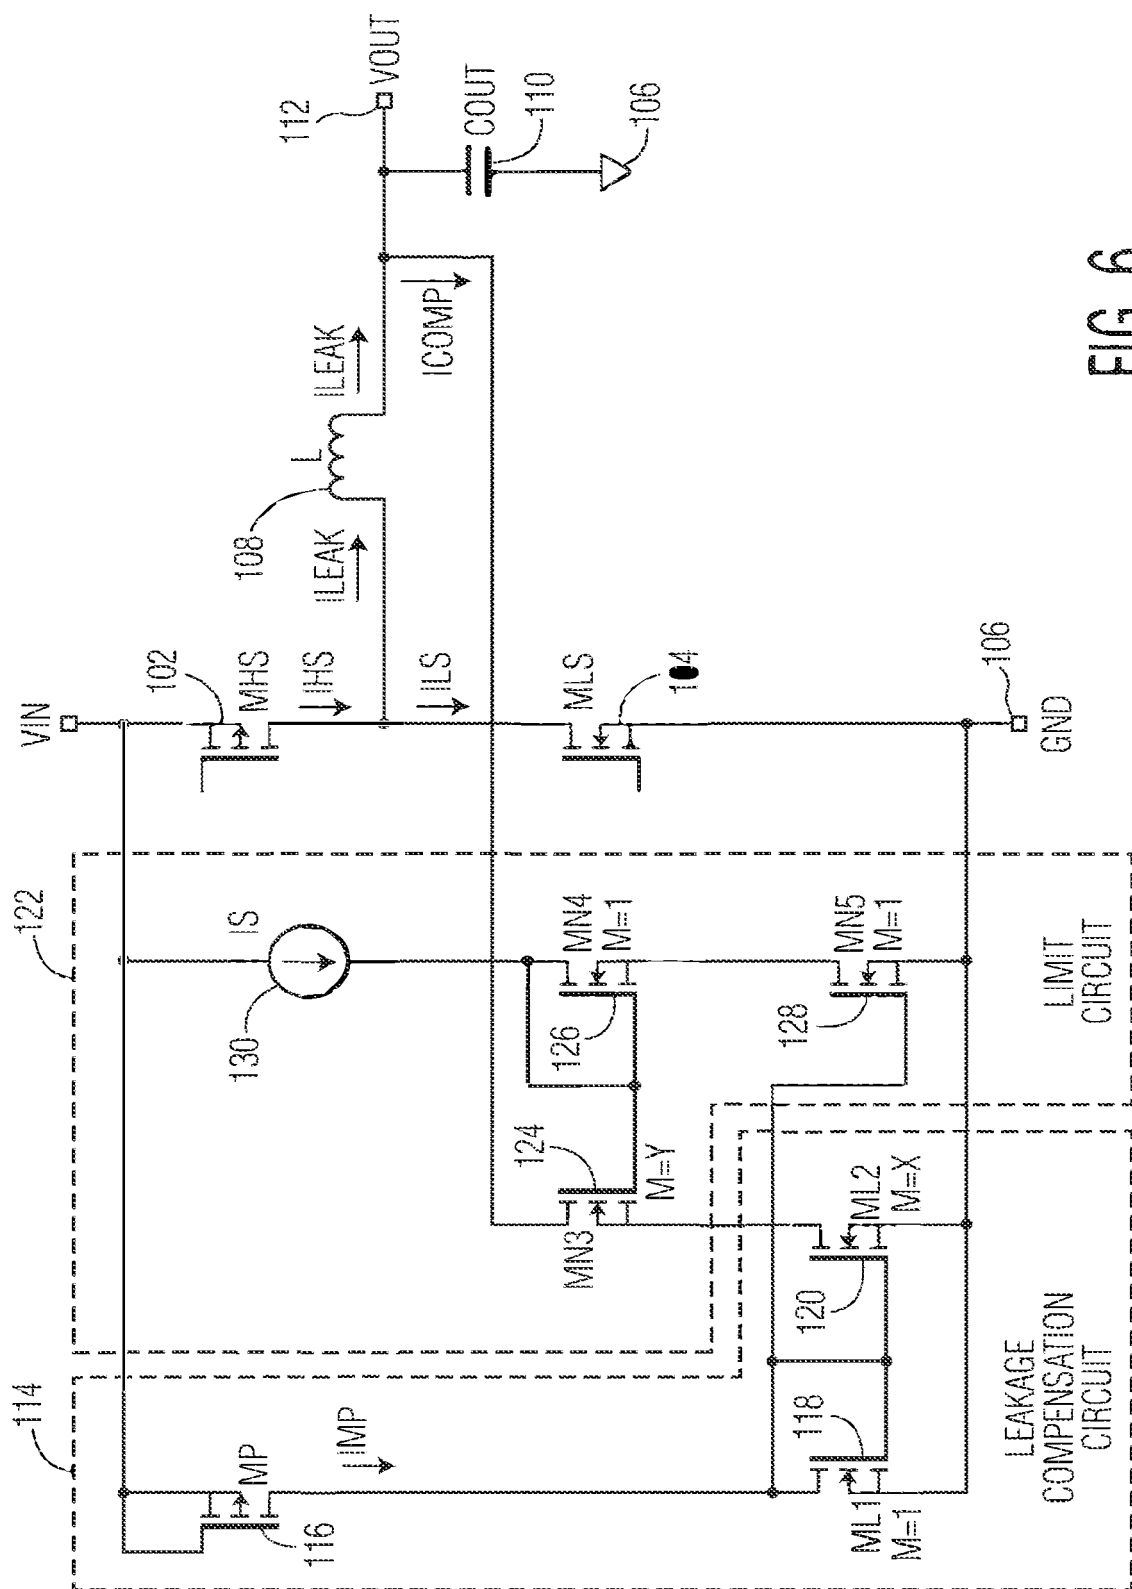 114
122
VIN
102
MHS
IHS
ILS
108
L
ILEAK
ILEAK
112
VOUT
COUT
110
106
ICOMP
MP
116
IMP
IS
130
MN4
M=1
126
124
MN3
M=Y
MLS
MN5
M=1
128
ML1
M=1
118
120
ML2
M=X
106
GND
LEAKAGE
COMPENSATION
CIRCUIT
LIMIT
CIRCUIT
FIG. 6